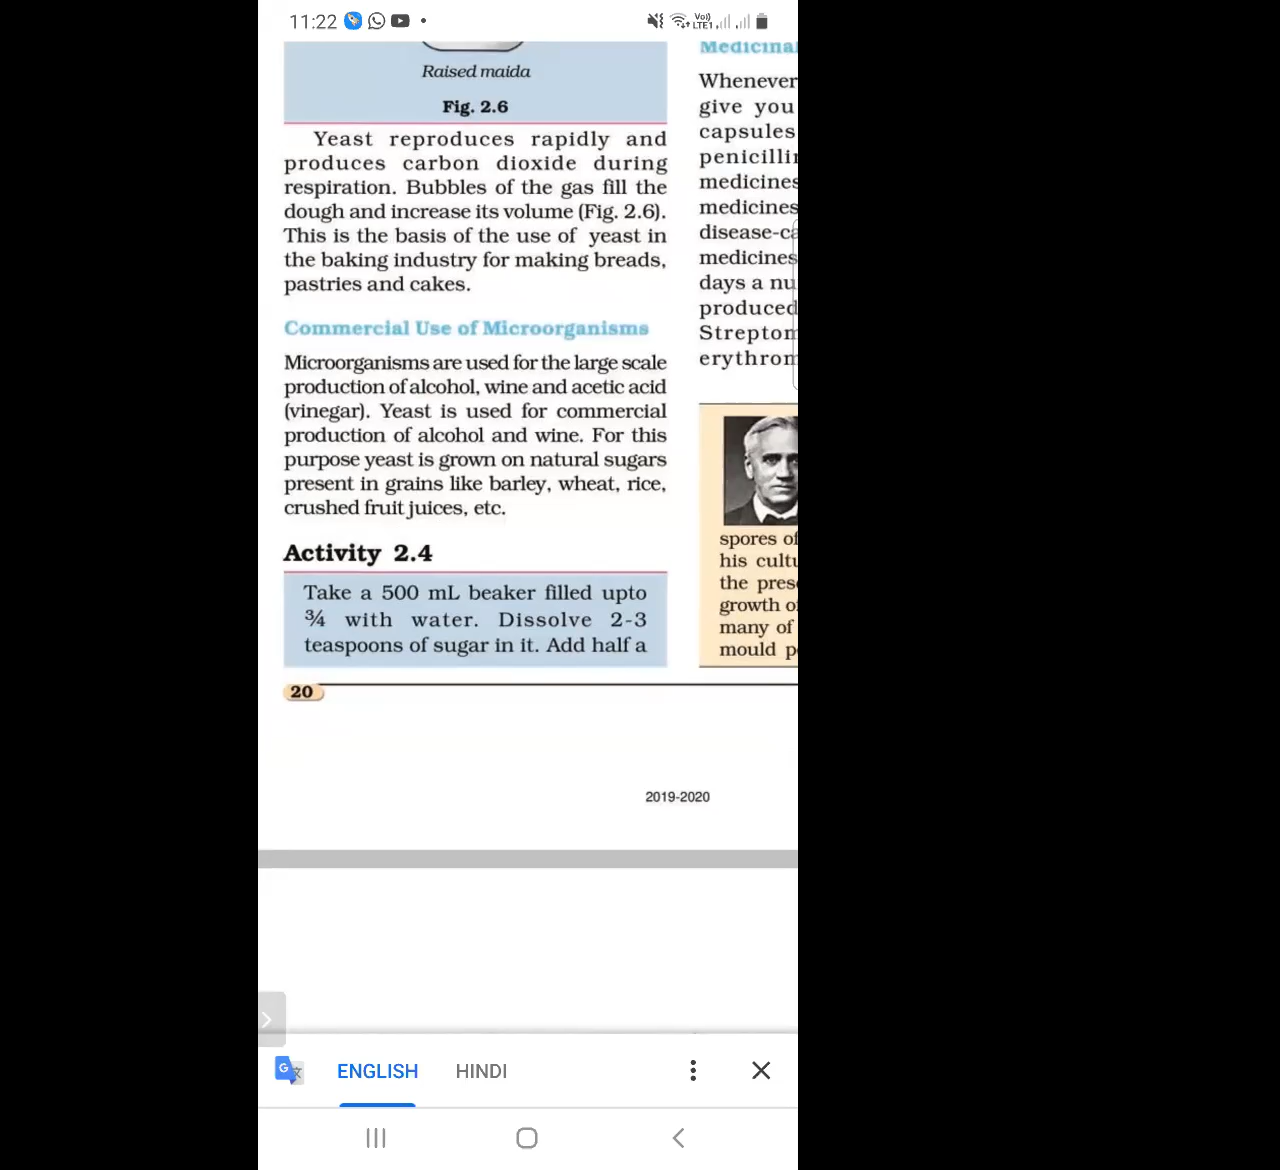 11:22
Vo))
LTE1
Raised maida
Fig. 2.6
Yeast reproduces rapidly and
produces carbon dioxide during
respiration. Bubbles of the gas fill the
dough and increase its volume (Fig. 2.6).
This is the basis of the use of yeast in
the baking industry for making breads,
pastries and cakes.
Commercial Use of Microorganisms
Microorganisms are used for the large scale
production of alcohol, wine and acetic acid
(vinegar). Yeast is used for commercial
production of alcohol and wine. For this
purpose yeast is grown on natural sugars
present in grains like barley, wheat, rice,
crushed fruit juices, etc.
Activity 2.4
Take a 500 mL beaker filled upto
¾ with water. Dissolve 2-3
teaspoons of sugar in it. Add half a
20
Medicinal
Whenever
give you
capsules
medicines
medicines
medicines
days a
produced
spores of
his
the
growth
many of
mould
2019-2020
ENGLISH
HINDI